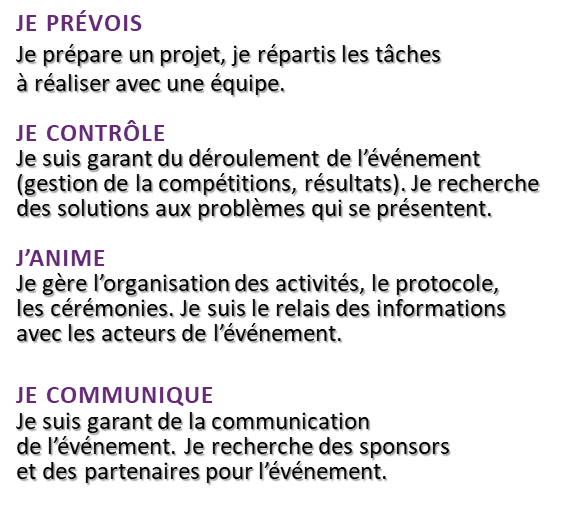 JE PRÉVOIS
Je prépare un projet, je répartis les tâches
à réaliser avec une équipe.
JE CONTRÔLE
Je suis garant du déroulement de l’événement
(gestion de la compétitions, résultats). Je recherche
des solutions aux problèmes qui se présentent.
J’ANIME
Je gère l’organisation des activités, le protocole,
les cérémonies. Je suis le relais des informations
avec les acteurs de l’événement.
JE COMMUNIQUE
Je suis garant de la communication
de l’événement. Je recherche des sponsors
et des partenaires pour l’événement.